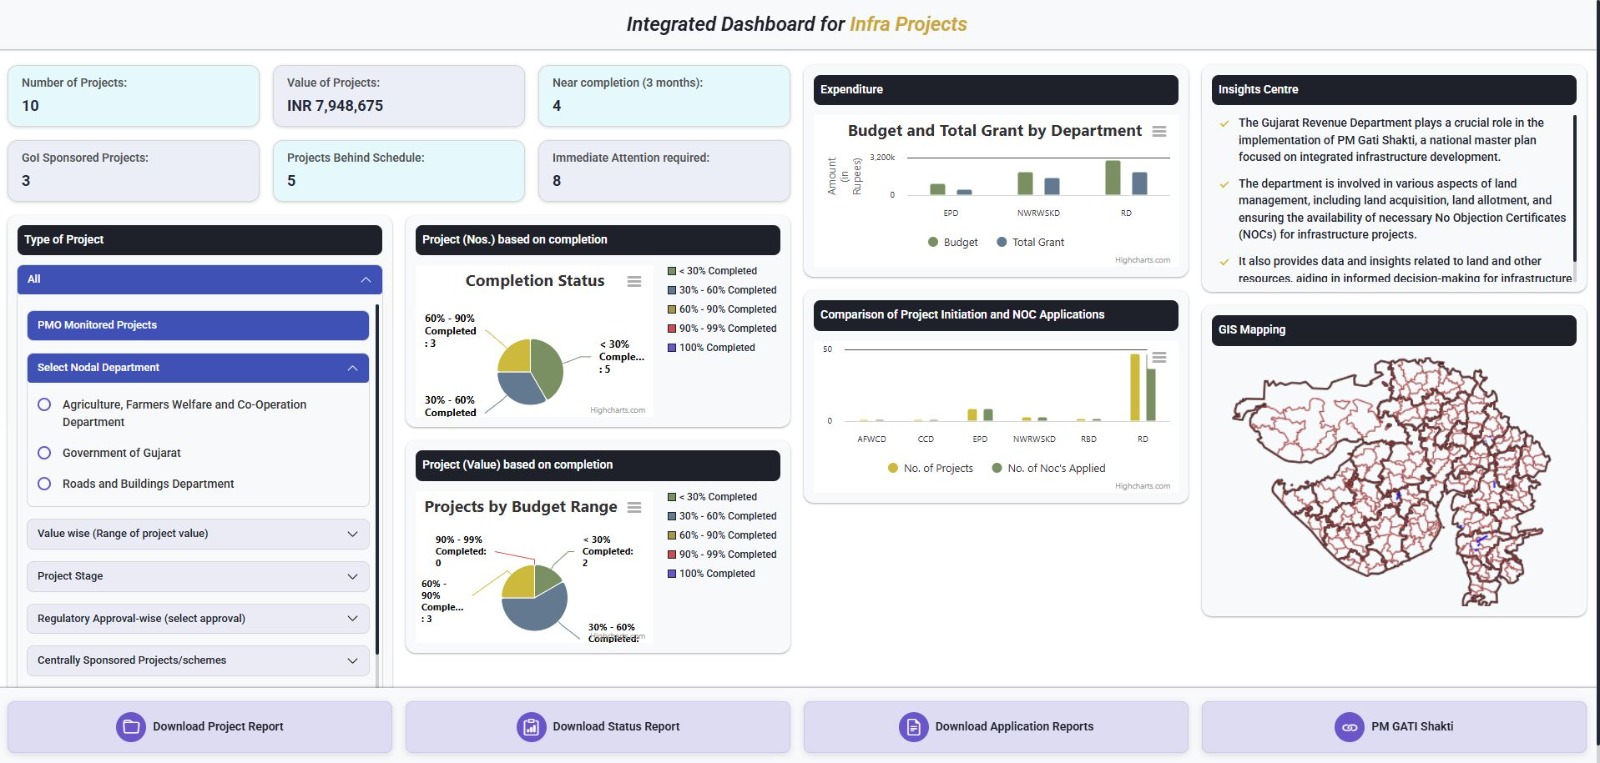 Integrated Dashboard for Infra Projects
Number of Projects:
10
Value of Projects:
INR 7,948,675
Near completion (3 months):
4
GoI Sponsored Projects:
3
Projects Behind Schedule:
5
Immediate Attention required:
8
Type of Project
All
PMO Monitored Projects
Select Nodal Department
Agriculture, Farmers Welfare and Co-Operation
Department
Government of Gujarat
Roads and Buildings Department
Value wise (Range of project value)
Project Stage
Regulatory Approval-wise (select approval)
Centrally Sponsored Projects/schemes
Project (Nos.) based on completion
Completion Status
60% - 90%
Completed
: 3
< 30%
Comple...
: 5
30% - 60%
Completed
Highcharts.com
< 30% Completed
30% - 60% Completed
60% - 90% Completed
90% - 99% Completed
100% Completed
Project (Value) based on completion
Projects by Budget Range
90% - 99%
Completed:
0
< 30%
Completed:
2
60% -
90%
Comple...
: 3
30% - 60%
Completed:
Highcharts.com
< 30% Completed
30% - 60% Completed
60% - 90% Completed
90% - 99% Completed
100% Completed
Expenditure
Budget and Total Grant by Department
Amount
(in
Rupees)
3,200k
0
EPD
NWRWSKD
RD
Budget
Total Grant
Highcharts.com
Comparison of Project Initiation and NOC Applications
50
0
AFWCD
CCD
EPD
NWRWSKD
RBD
RD
No. of Projects
No. of Noc's Applied
Highcharts.com
Insights Centre
The Gujarat Revenue Department plays a crucial role in the
implementation of PM Gati Shakti, a national master plan
focused on integrated infrastructure development.
The department is involved in various aspects of land
management, including land acquisition, land allotment, and
ensuring the availability of necessary No Objection Certificates
(NOCs) for infrastructure projects.
It also provides data and insights related to land and other
resources, aiding in informed decision-making for infrastructure
GIS Mapping
Download Project Report
Download Status Report
Download Application Reports
PM GATI Shakti